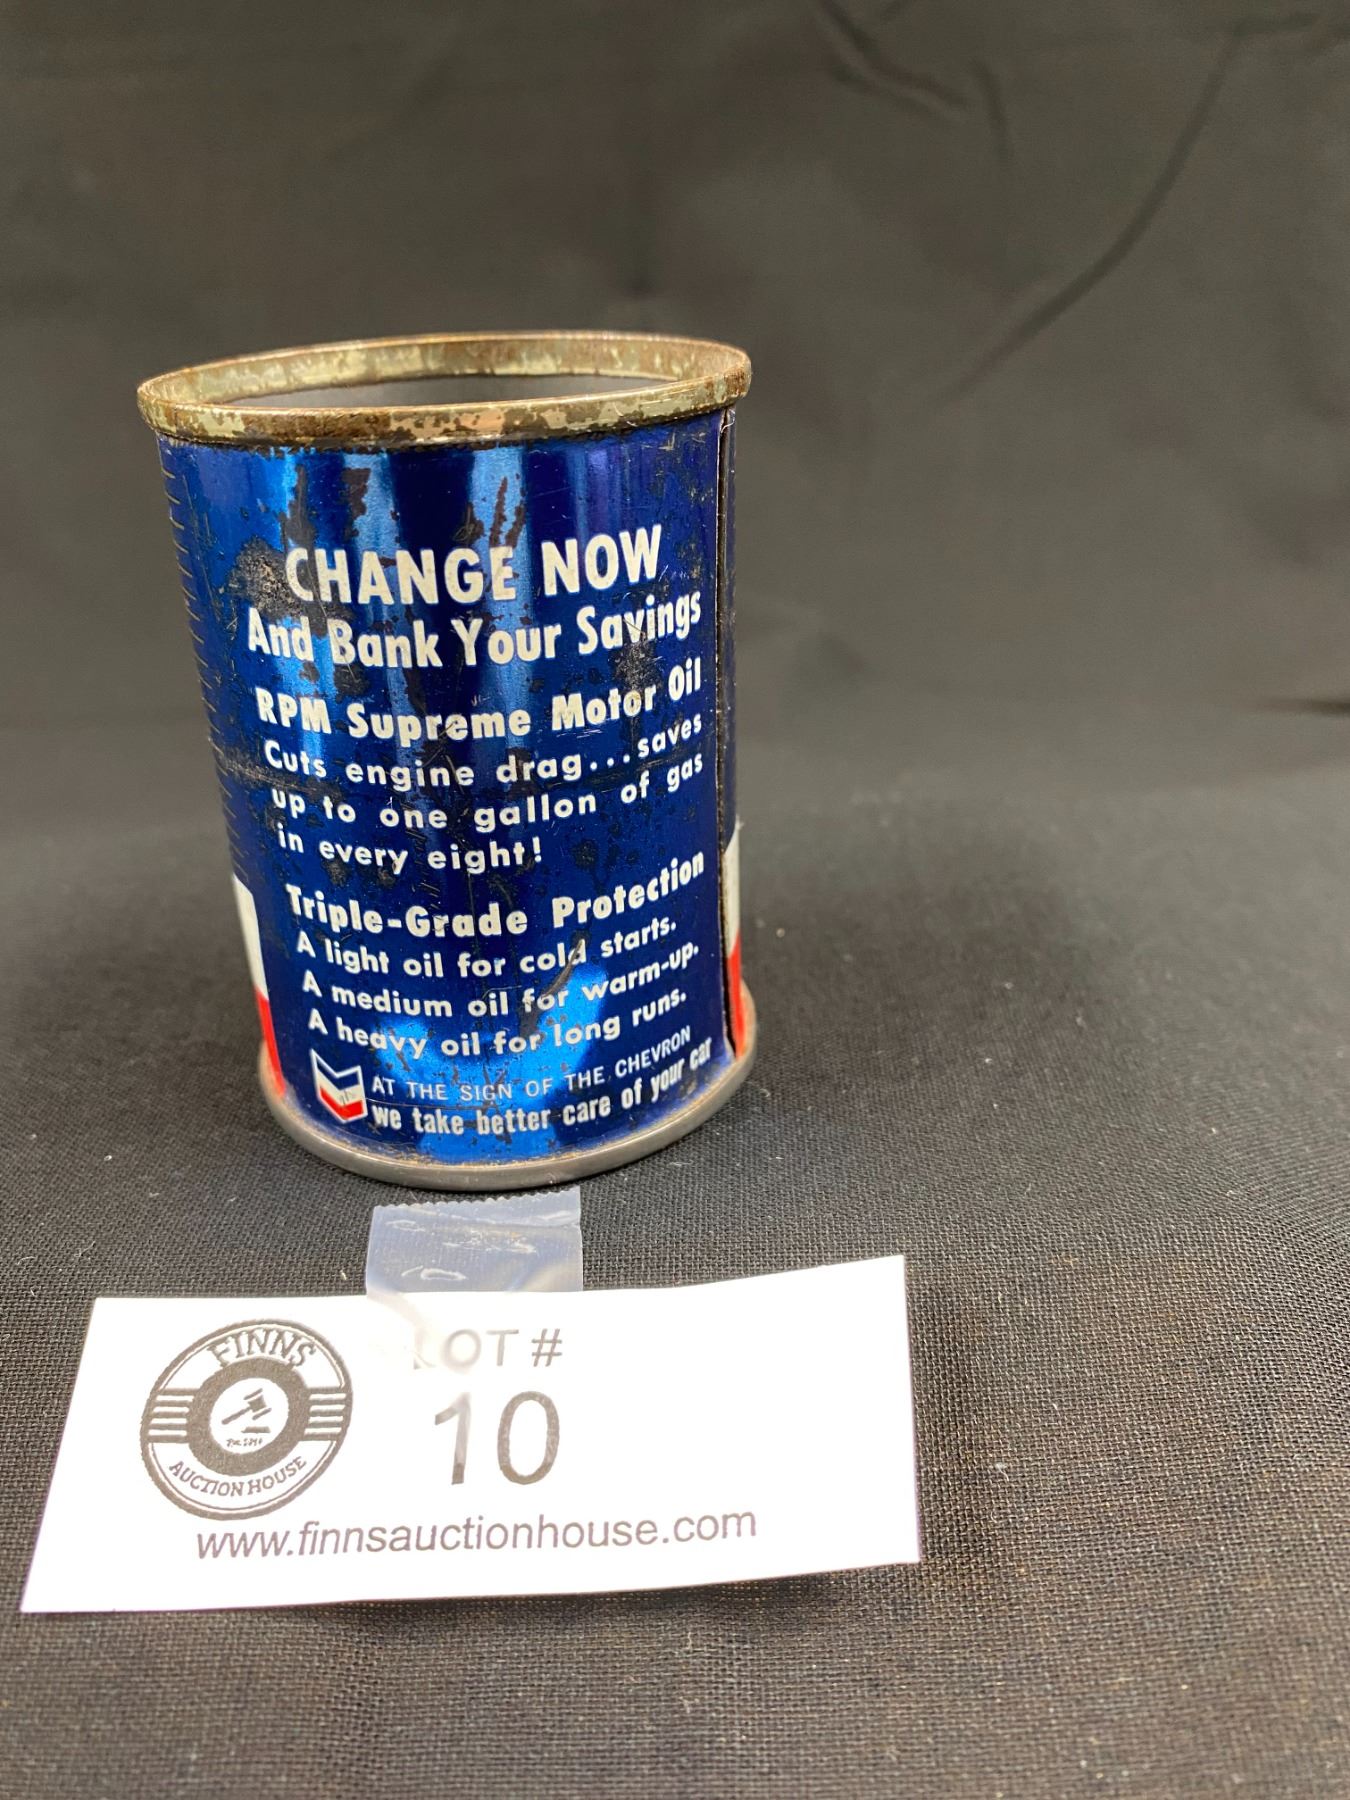 CHANGE NOW
And Bank Your Savings
RPM Supreme Motor Oil
Cuts engine drag...saves
up to one gallon of gas
in every eight!
Triple-Grade Protection
A light oil for cold starts.
A medium oil for warm-up.
A heavy oil for long runs.
AT THE SIGN OF THE CHEVRON
we take better care of your car
FINNS
AUCTION HOUSE
LOT #
10
www.finnsauctionhouse.com